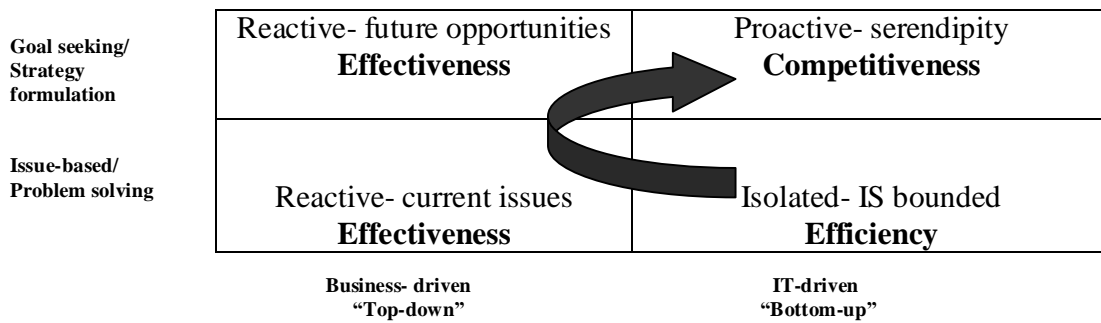 Goal seeking/
Strategy
formulation
Reactive- future opportunities
Effectiveness
Proactive- serendipity
Competitiveness
Issue-based/
Problem solving
Reactive- current issues
Effectiveness
Isolated- IS bounded
Efficiency
Business- driven
“Top-down”
IT-driven
“Bottom-up”